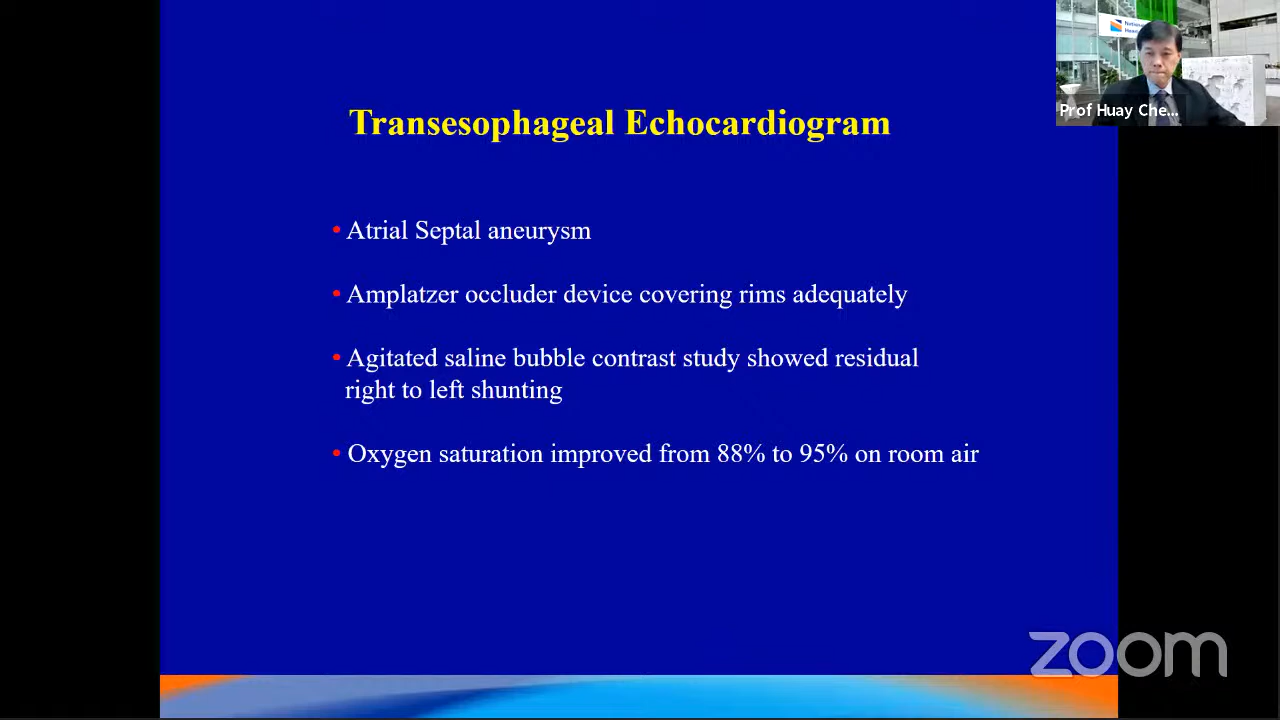 Transesophageal Echocardiogram
• Atrial Septal aneurysm
• Amplatzer occluder device covering rims adequately
• Agitated saline bubble contrast study showed residual
right to left shunting
• Oxygen saturation improved from 88% to 95% on room air
Prof Huay Che...
zoom